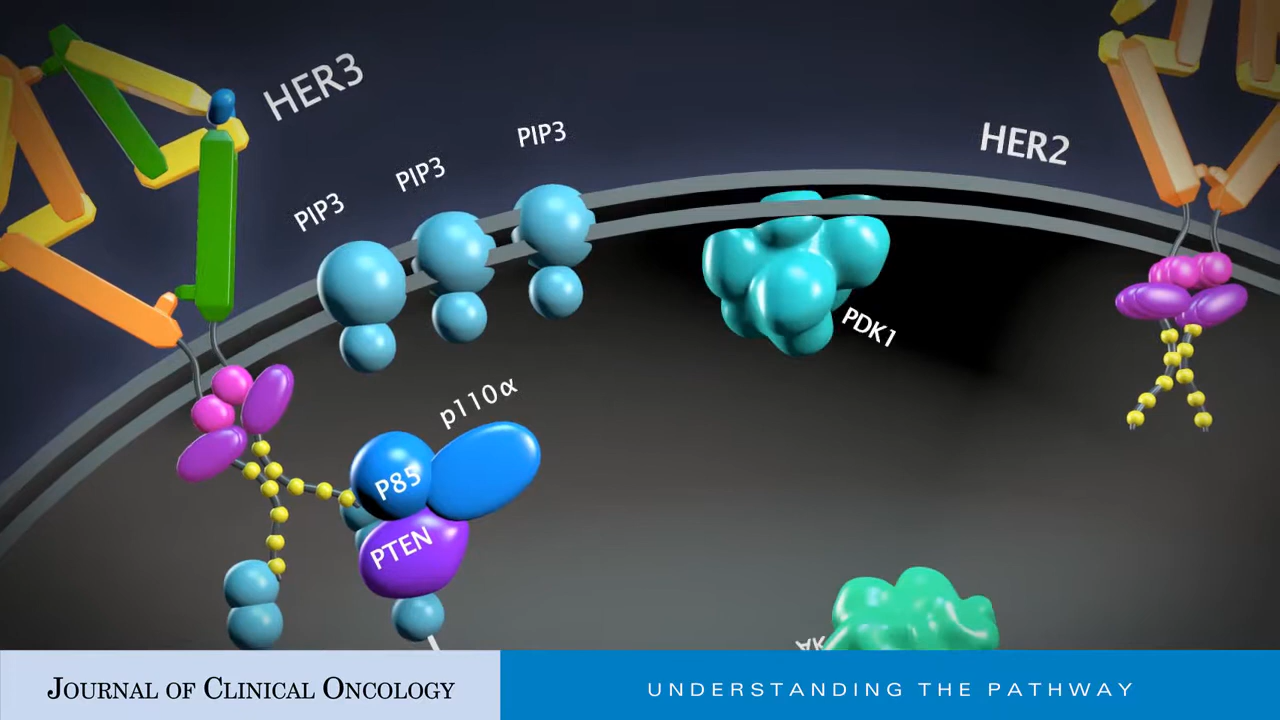 HER3
PIP3
PIP3
PIP3
HER2
PDK1
p110α
P85
PTEN
JOURNAL OF CLINICAL ONCOLOGY
UNDERSTANDING THE PATHWAY